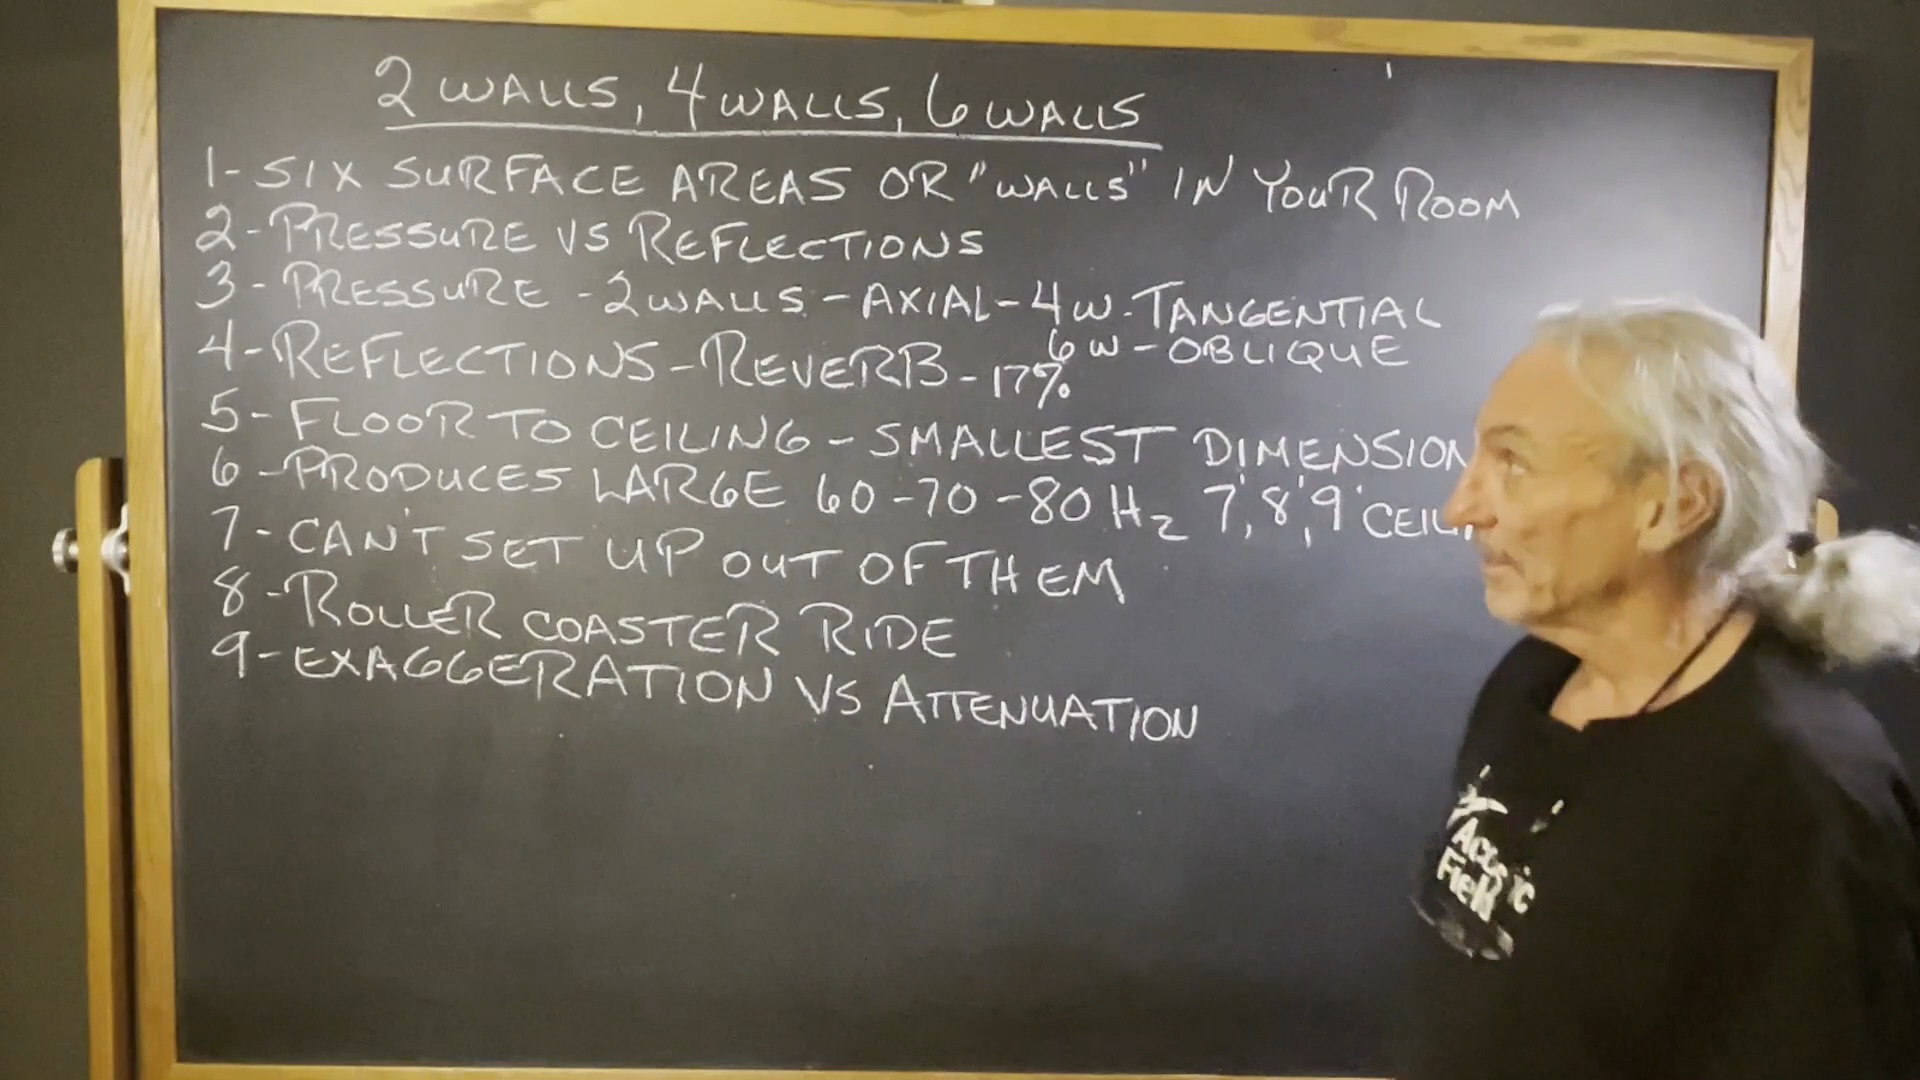 2 WALLS, 4 WALLS, 6 WALLS
1- SIX SURFACE AREAS OR "WALLS" IN YOUR ROOM
2- PRESSURE VS REFLECTIONS
3- PRESSURE - 2 WALLS - AXIAL - 4 W. TANGENTIAL
6 W - OBLIQUE
4- REFLECTIONS - REVERB - 17%
5- FLOOR TO CEILING - SMALLEST DIMENSION
6- PRODUCES LARGE 60-70-80 Hz 7', 8', 9' CEIL
7- CAN'T SET UP OUT OF THEM
8- ROLLER COASTER RIDE
9- EXAGGERATION VS ATTENUATION
Field